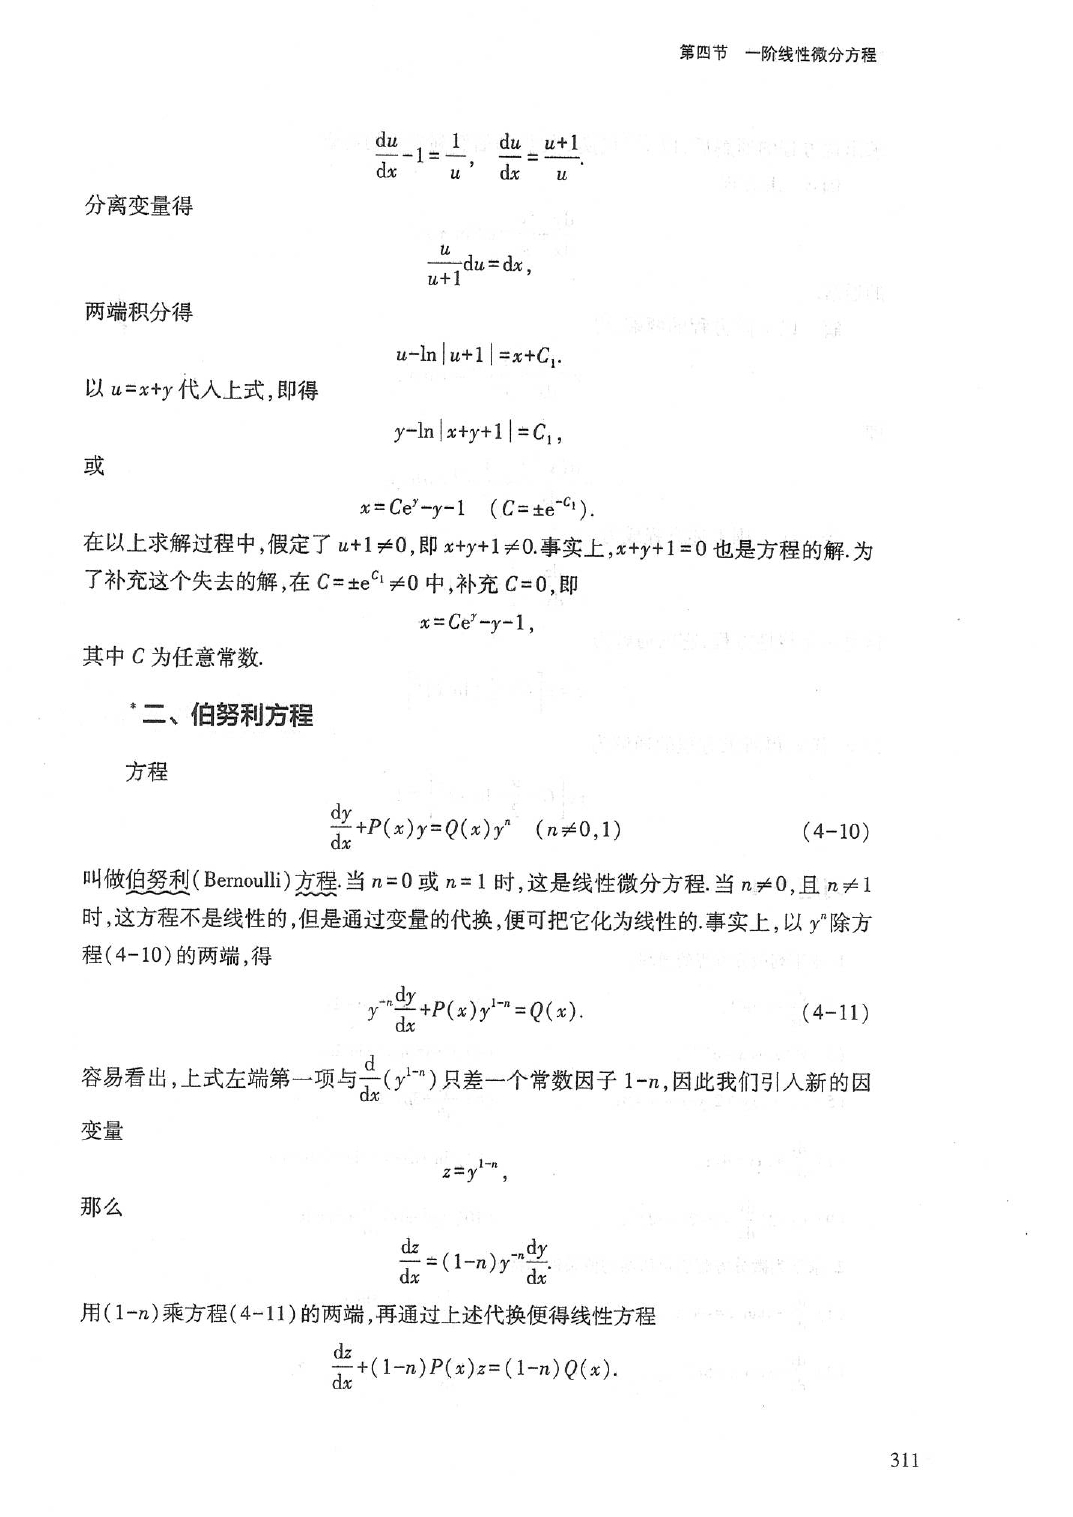 第四节 一阶线性微分方程
du/dx-1=1/u, du/dx=(u+1)/u.
分离变量得
u/(u+1) du=dx,
两端积分得
u-ln|u+1|=x+C₁.
以 u=x+y 代入上式,即得
y-ln|x+y+1|=C₁,
或
x=Ceʸ-y-1 (C=±e^(-C₁)).
在以上求解过程中,假定了 u+1≠0,即 x+y+1≠0.事实上,x+y+1=0 也是方程的解.为
了补充这个失去的解,在 C=±e^(C₁)≠0 中,补充 C=0,即
x=Ceʸ-y-1,
其中 C 为任意常数.
*二、伯努利方程
方程
dy/dx+P(x)y=Q(x)yⁿ (n≠0,1) (4-10)
叫做伯努利(Bernoulli)方程.当 n=0 或 n=1 时,这是线性微分方程.当 n≠0,且 n≠1
时,这方程不是线性的,但是通过变量的代换,便可把它化为线性的.事实上,以 yⁿ除方
程(4-10)的两端,得
y⁻ⁿ dy/dx+P(x)y¹⁻ⁿ=Q(x). (4-11)
容易看出,上式左端第一项与 d/dx(y¹⁻ⁿ)只差一个常数因子 1-n,因此我们引入新的因
变量
z=y¹⁻ⁿ,
那么
dz/dx=(1-n)y⁻ⁿ dy/dx.
用(1-n)乘方程(4-11)的两端,再通过上述代换便得线性方程
dz/dx+(1-n)P(x)z=(1-n)Q(x).
311